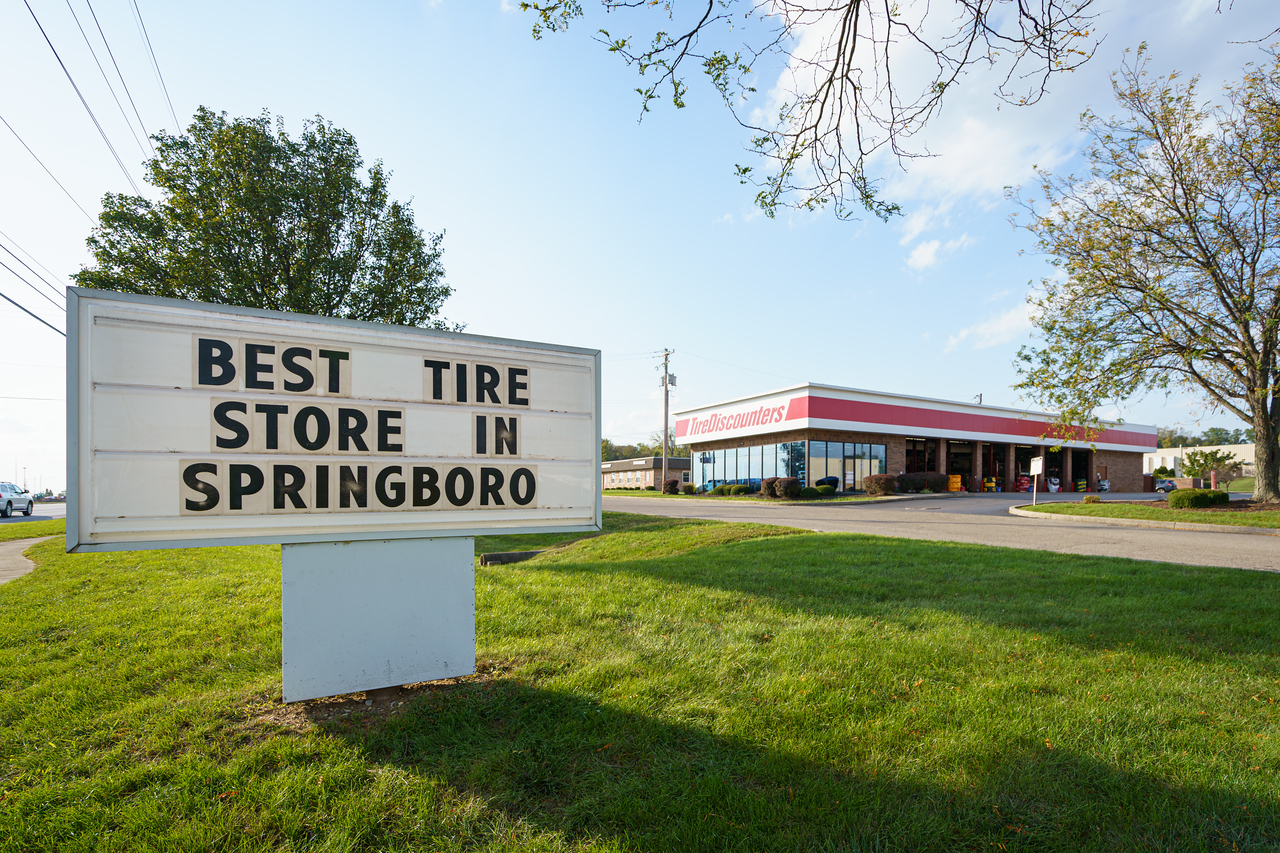 BEST TIRE
STORE IN
SPRINGBORO
TireDiscounters